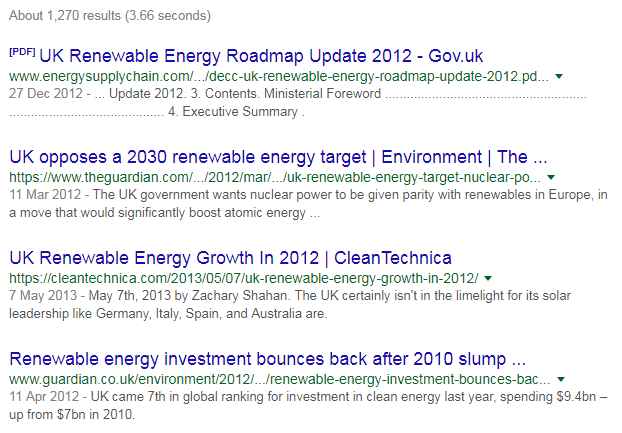 About 1,270 results (3.66 seconds)
[PDF] UK Renewable Energy Roadmap Update 2012 - Gov.uk
www.energysupplychain.com/.../decc-uk-renewable-energy-roadmap-update-2012.pd...
27 Dec 2012 - ... Update 2012. 3. Contents. Ministerial Foreword ......................................................
......................................... 4. Executive Summary .
UK opposes a 2030 renewable energy target | Environment | The ...
https://www.theguardian.com/.../2012/mar/.../uk-energy-target-nuclear-po...
11 Mar 2012 - The UK government wants nuclear power to be given parity with renewables in Europe, in
a move that would significantly boost atomic energy ...
UK Renewable Energy Growth In 2012 | CleanTechnica
https://cleantechnica.com/2013/05/07/uk-renewable-energy-growth-in-2012/
7 May 2013 - May 7th, 2013 by Zachary Shahan. The UK certainly isn't in the limelight for its solar
leadership like Germany, Italy, Spain, and Australia are.
Renewable energy investment bounces back after 2010 slump ...
www.guardian.co.uk/environment/2012/.../renewable-energy-investment-bounces-bac...
11 Apr 2012 - UK came 7th in global ranking for investment in clean energy last year, spending $9.4bn –
up from $7bn in 2010.